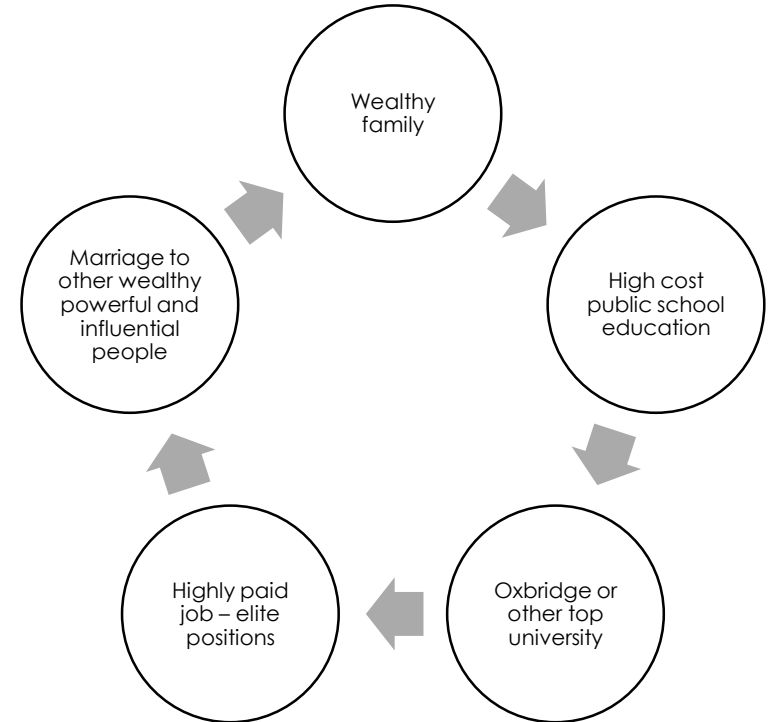 Wealthy
family
High cost
public school
education
Oxbridge or
other top
university
Highly paid
job – elite
positions
Marriage to
other wealthy
powerful and
influential
people